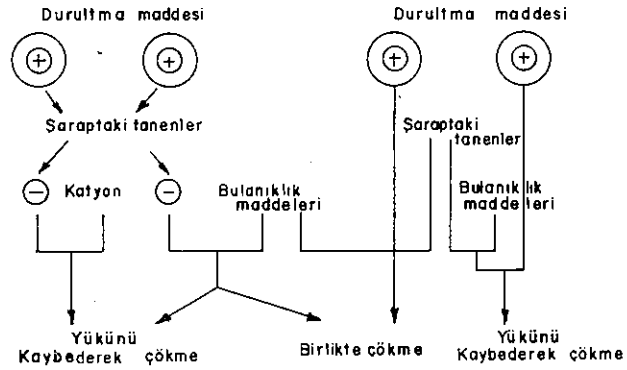 Durultma maddesi
Durultma maddesi
+
+
+
+
Şaraptaki tanenler
Şaraptaki
tanenler
−
Katyon
−
Bulanıklık
maddeleri
Bulanıklık
maddeleri
Yükünü
Kaybederek çökme
Birlikte çökme
Yükünü
Kaybederek çökme